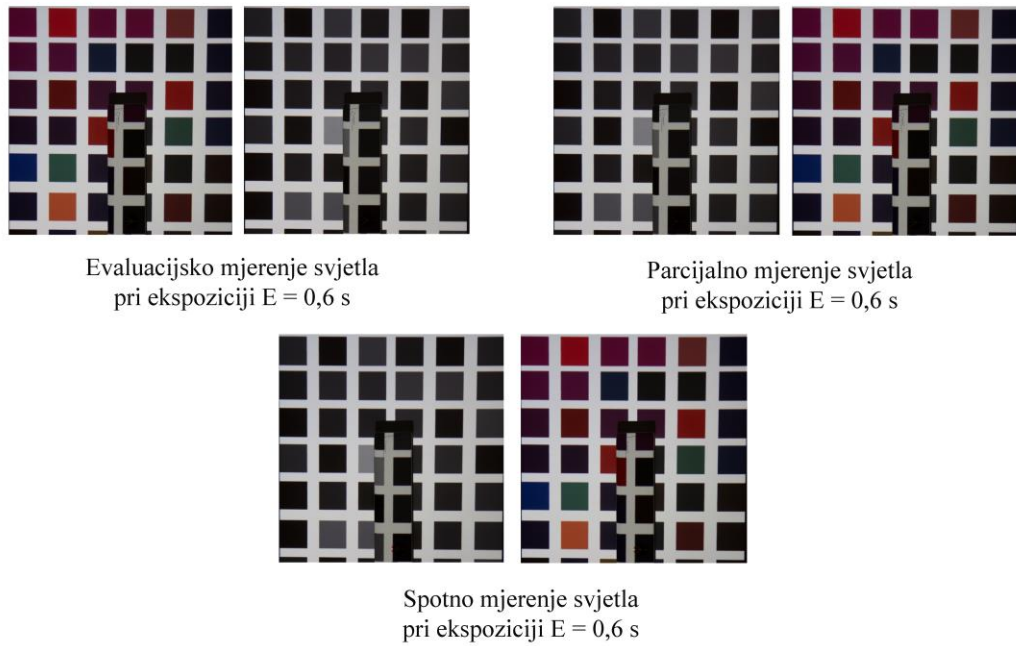 Evaluacijsko mjerenje svjetla
pri ekspoziciji E = 0,6 s
Parcijalno mjerenje svjetla
pri ekspoziciji E = 0,6 s
Spotno mjerenje svjetla
pri ekspoziciji E = 0,6 s